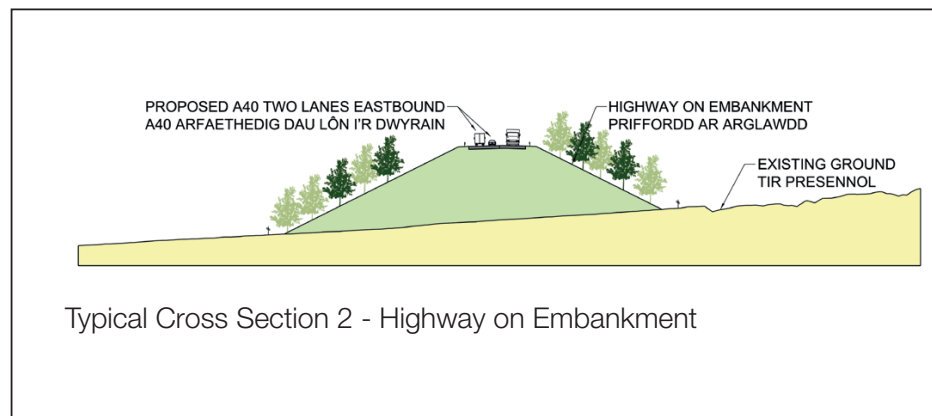 PROPOSED A40 TWO LANES EASTBOUND
A40 ARFAETHEDIG DAU LÔN I'R DWYRAIN
HIGHWAY ON EMBANKMENT
PRIFFORDD AR ARGLAWDD
EXISTING GROUND
TIR PRESENNOL
Typical Cross Section 2 - Highway on Embankment